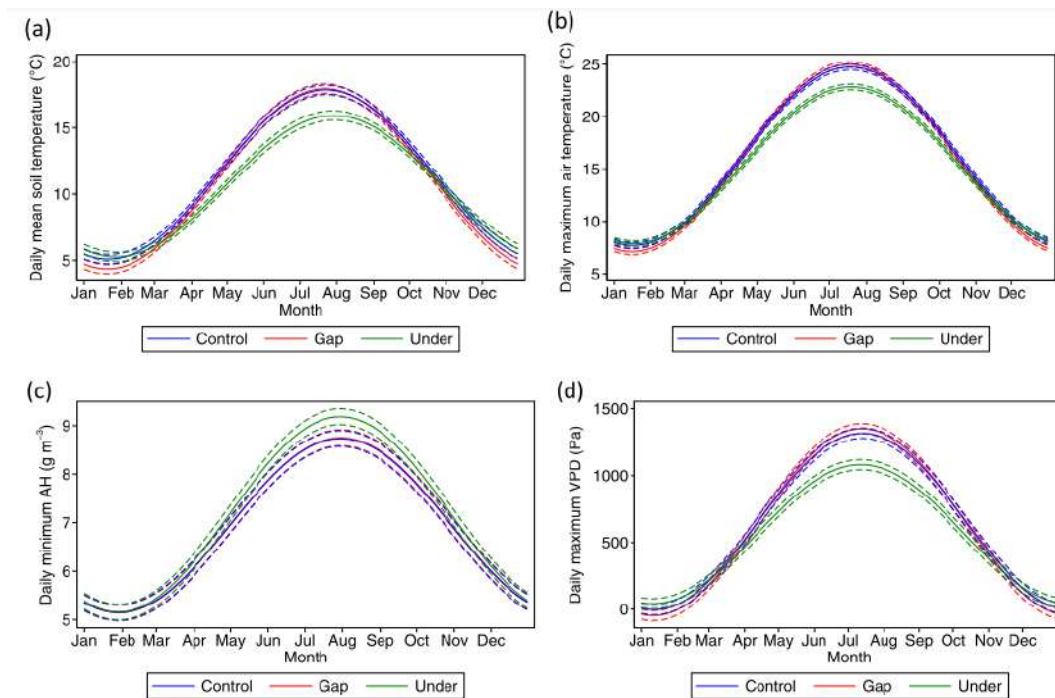 (a)
Daily mean soil temperature (°C)
20
15
10
5
Jan Feb Mar Apr May Jun Jul Aug Sep Oct Nov Dec
Month
Control Gap Under
(b)
Daily maximum air temperature (°C)
25
20
15
10
5
Jan Feb Mar Apr May Jun Jul Aug Sep Oct Nov Dec
Month
Control Gap Under
(c)
Daily minimum AH (g m⁻³)
9
8
7
6
5
Jan Feb Mar Apr May Jun Jul Aug Sep Oct Nov Dec
Month
Control Gap Under
(d)
Daily maximum VPD (Pa)
1500
1000
500
0
Jan Feb Mar Apr May Jun Jul Aug Sep Oct Nov Dec
Month
Control Gap Under